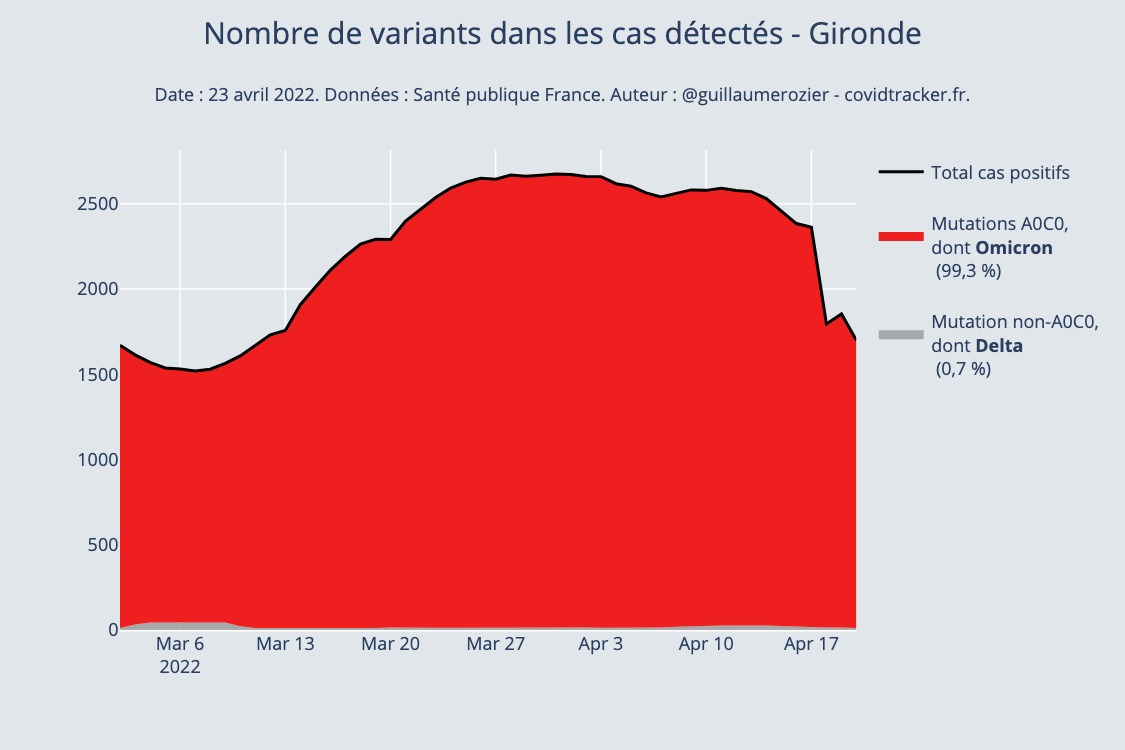 Nombre de variants dans les cas détectés - Gironde
Date : 23 avril 2022. Données : Santé publique France. Auteur : @guillaumerozier - covidtracker.fr.
Total cas positifs
Mutations A0C0,
dont Omicron
(99,3 %)
Mutation non-A0C0,
dont Delta
(0,7 %)
2500
2000
1500
1000
500
0
Mar 6
2022
Mar 13
Mar 20
Mar 27
Apr 3
Apr 10
Apr 17